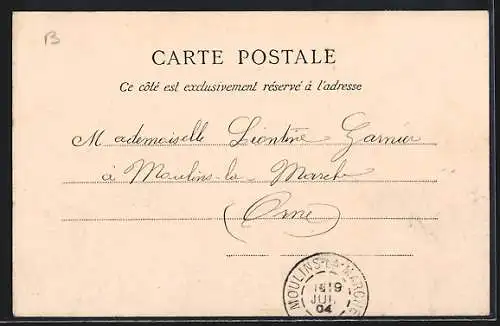 B
CARTE POSTALE
Ce côté est exclusivement réservé à l'adresse
Mademoiselle Léontine Garnier
à Moulins-la-Marche
(Orne)
MOULINS-LA-MARCHE
19
JUIL
04